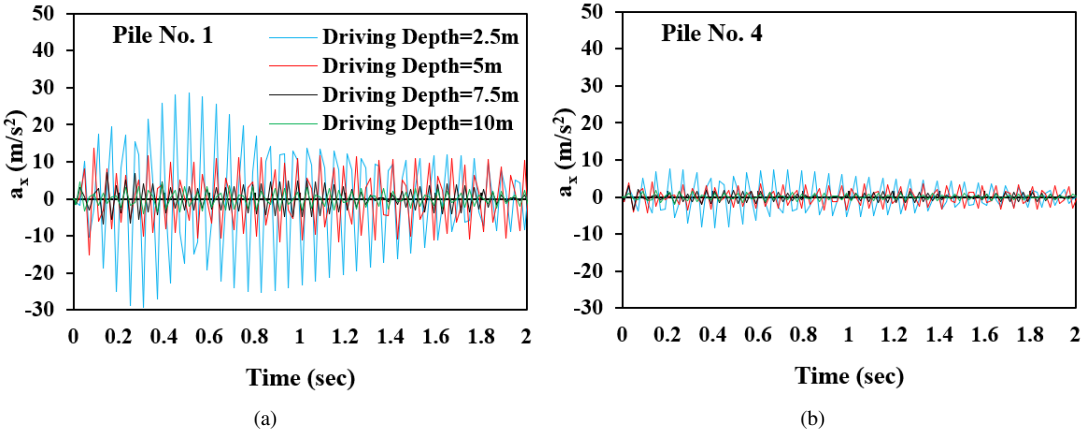 50
40
30
20
10
0
-10
-20
-30
a_x (m/s²)
Pile No. 1
Driving Depth=2.5m
Driving Depth=5m
Driving Depth=7.5m
Driving Depth=10m
0 0.2 0.4 0.6 0.8 1 1.2 1.4 1.6 1.8 2
Time (sec)
(a)
50
40
30
20
10
0
-10
-20
-30
a_x (m/s²)
Pile No. 4
0 0.2 0.4 0.6 0.8 1 1.2 1.4 1.6 1.8 2
Time (sec)
(b)